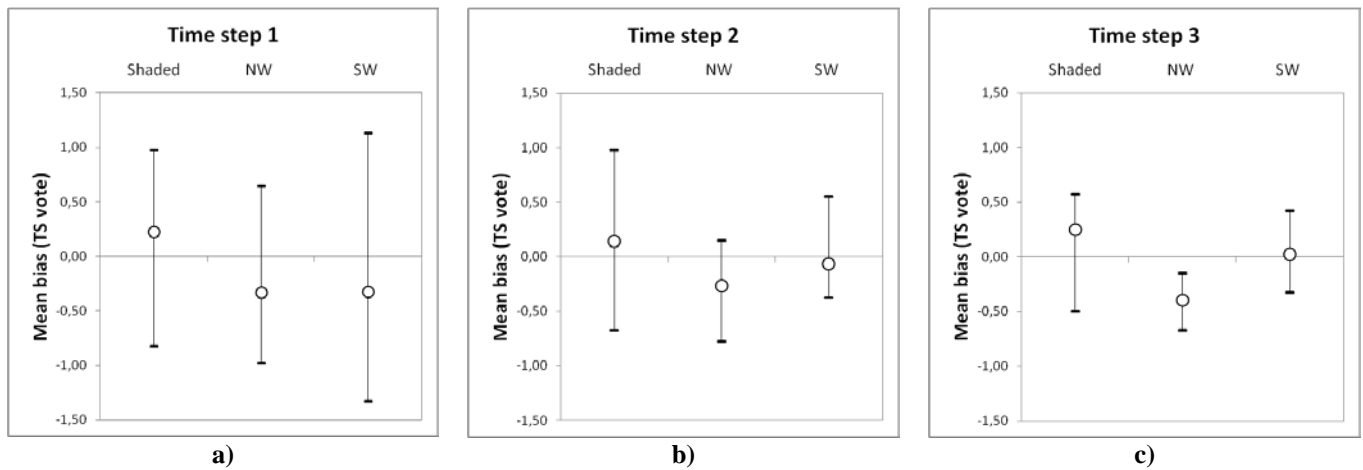 Time step 1
Shaded NW SW
1,50
1,00
0,50
0,00
-0,50
-1,00
-1,50
Mean bias (TS vote)
a)
Time step 2
Shaded NW SW
1,50
1,00
0,50
0,00
-0,50
-1,00
-1,50
Mean bias (TS vote)
b)
Time step 3
Shaded NW SW
1,50
1,00
0,50
0,00
-0,50
-1,00
-1,50
Mean bias (TS vote)
c)